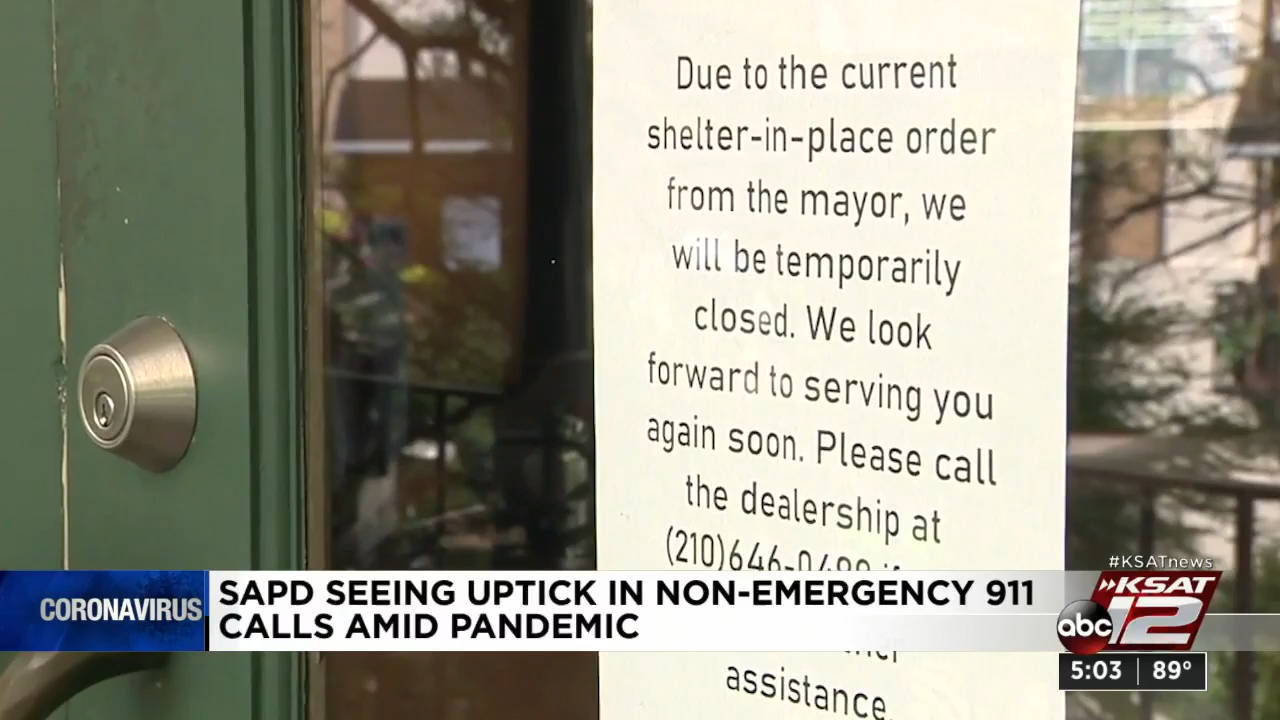 Due to the current
shelter-in-place order
from the mayor, we
will be temporarily
closed. We look
forward to serving you
again soon. Please call
the dealership at
assistance.
#KSATnews
CORONAVIRUS
SAPD SEEING UPTICK IN NON-EMERGENCY 911
CALLS AMID PANDEMIC
KSAT
abc 12
5:03 89°